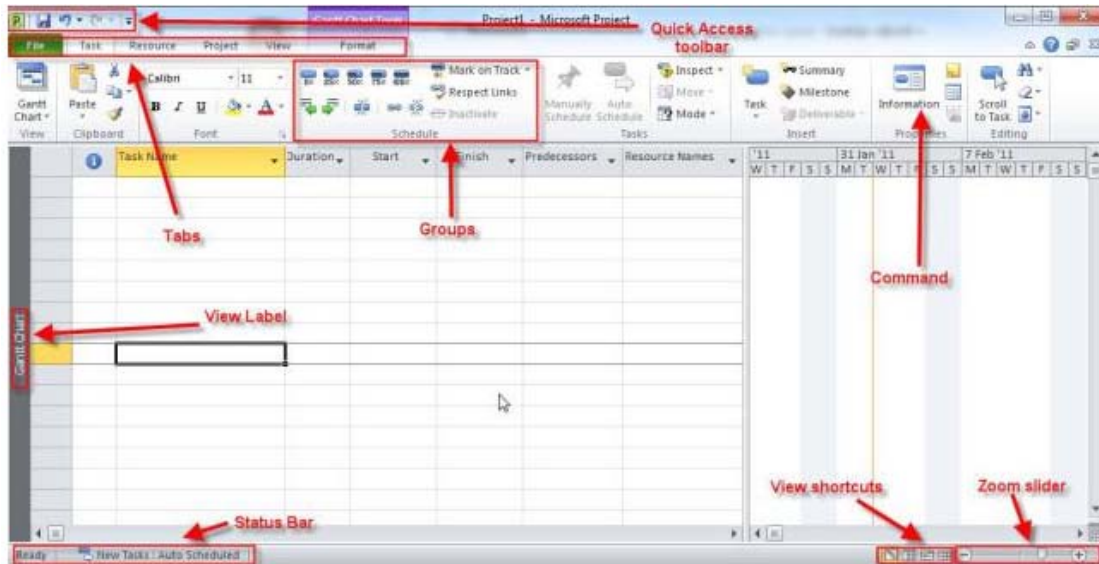 Gantt Chart Tools
Project1 - Microsoft Project
Quick Access
toolbar
File Task Resource Project View Format
Calibri 11
Mark on Track
Respect Links
Inactivate
Gantt
Chart
Paste
B I U A
Manually
Schedule
Auto
Schedule
Inspect
Move
Mode
Task
Summary
Milestone
Deliverable
Information
Scroll
to Task
View Clipboard Font Schedule Tasks Insert Properties Editing
Task Name Duration Start Finish Predecessors Resource Names
'11 31 Jan '11 7 Feb '11
W T F S S M T W T F S S M T W T F S S
Tabs
Groups
Command
View Label
Gantt Chart
View shortcuts
Zoom slider
Status Bar
Ready New Tasks : Auto Scheduled